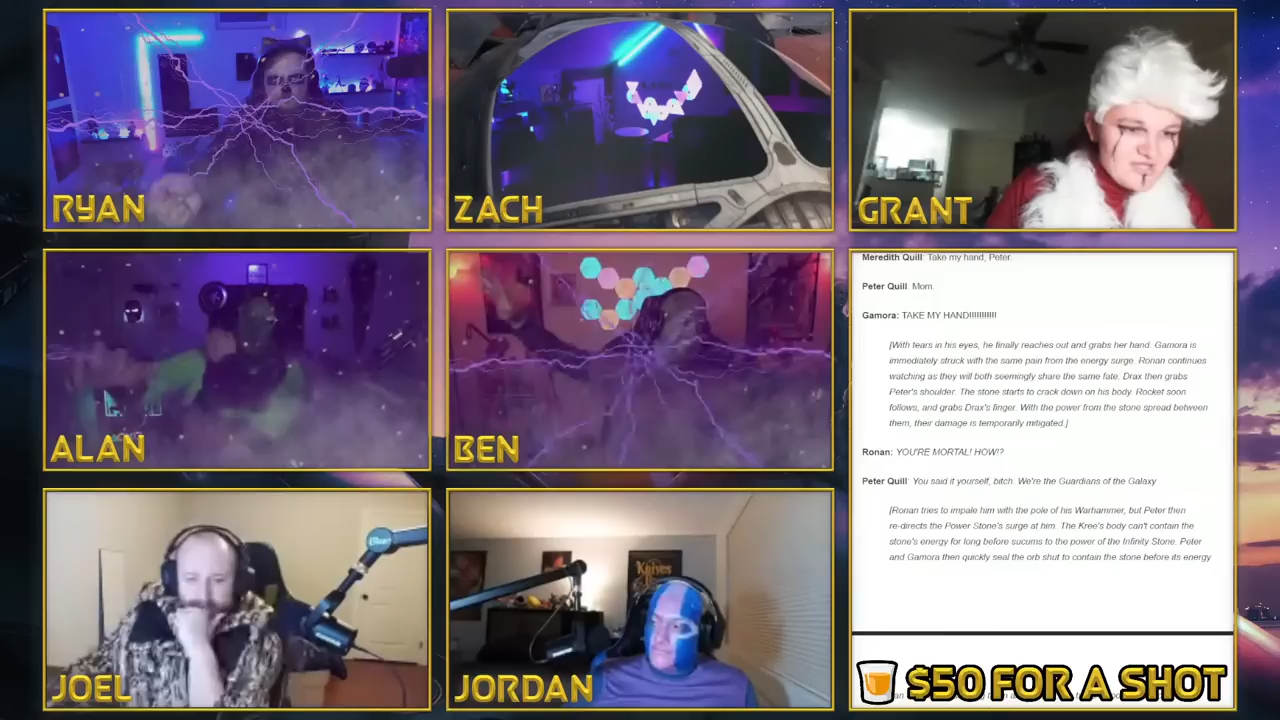 RYAN
ZACH
GRANT
Meredith Quill: Take my hand, Peter.
Peter Quill: Mom.
Gamora: TAKE MY HAND!!!!!!!!!!!
[With tears in his eyes, he finally reaches out and grabs her hand. Gamora is
immediately struck with the same pain from the energy surge. Ronan continues
watching as they will both seemingly share the same fate. Drax then grabs
Peter's shoulder. The stone starts to crack down on his body. Rocket soon
follows, and grabs Drax's finger. With the power from the stone spread between
them, their damage is temporarily mitigated.]
Ronan: YOU'RE MORTAL! HOW!?
Peter Quill: You said it yourself, bitch. We're the Guardians of the Galaxy
[Ronan tries to impale him with the pole of his Warhammer, but Peter then
re-directs the Power Stone's surge at him. The Kree's body can't contain the
stone's energy for long before sucums to the power of the Infinity Stone. Peter
and Gamora then quickly seal the orb shut to contain the stone before its energy
ALAN
BEN
Knives
JOEL
JORDAN
$50 FOR A SHOT